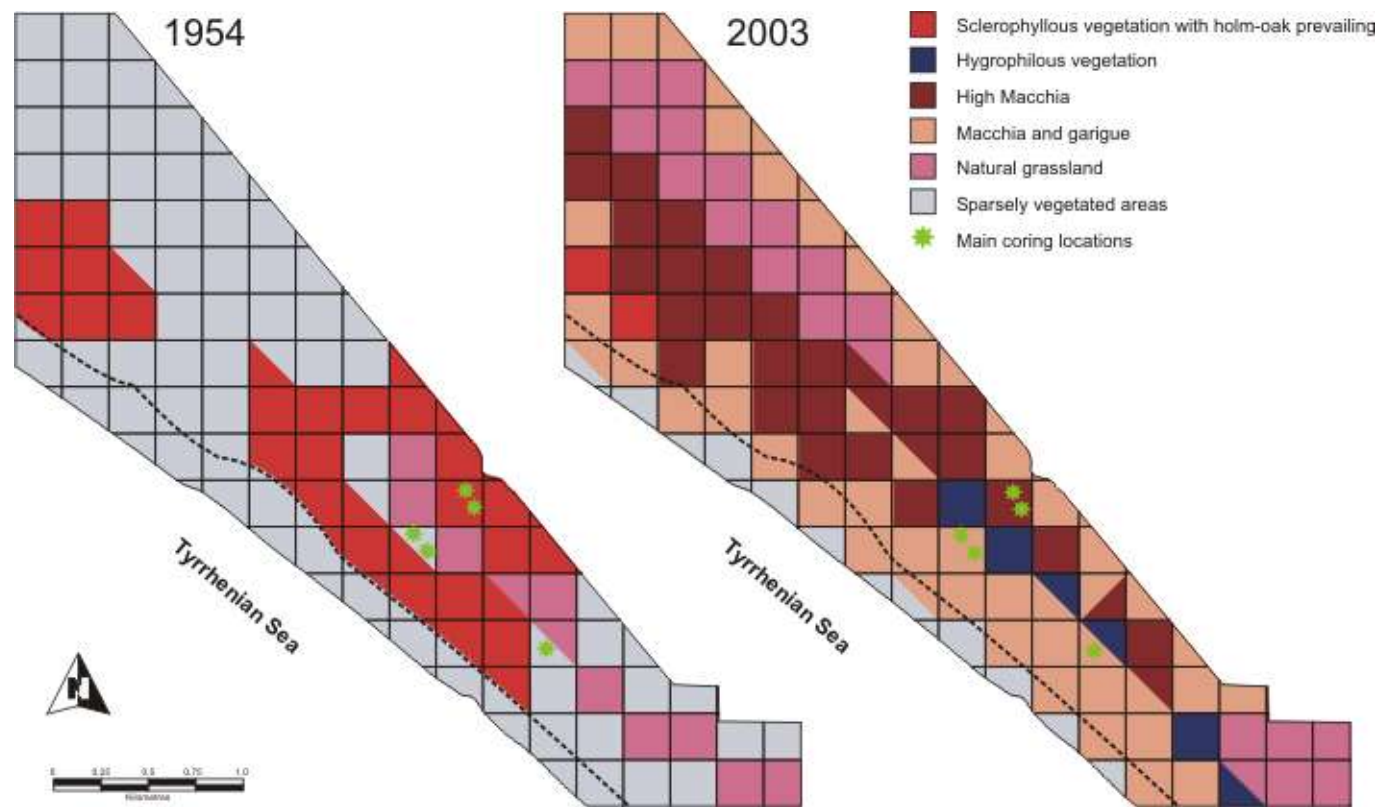 1954
2003
Sclerophyllous vegetation with holm-oak prevailing
Hygrophilous vegetation
High Macchia
Macchia and garigue
Natural grassland
Sparsely vegetated areas
Main coring locations
Tyrrhenian Sea
Tyrrhenian Sea
N
0 0.25 0.5 0.75 1.0
Kilometres